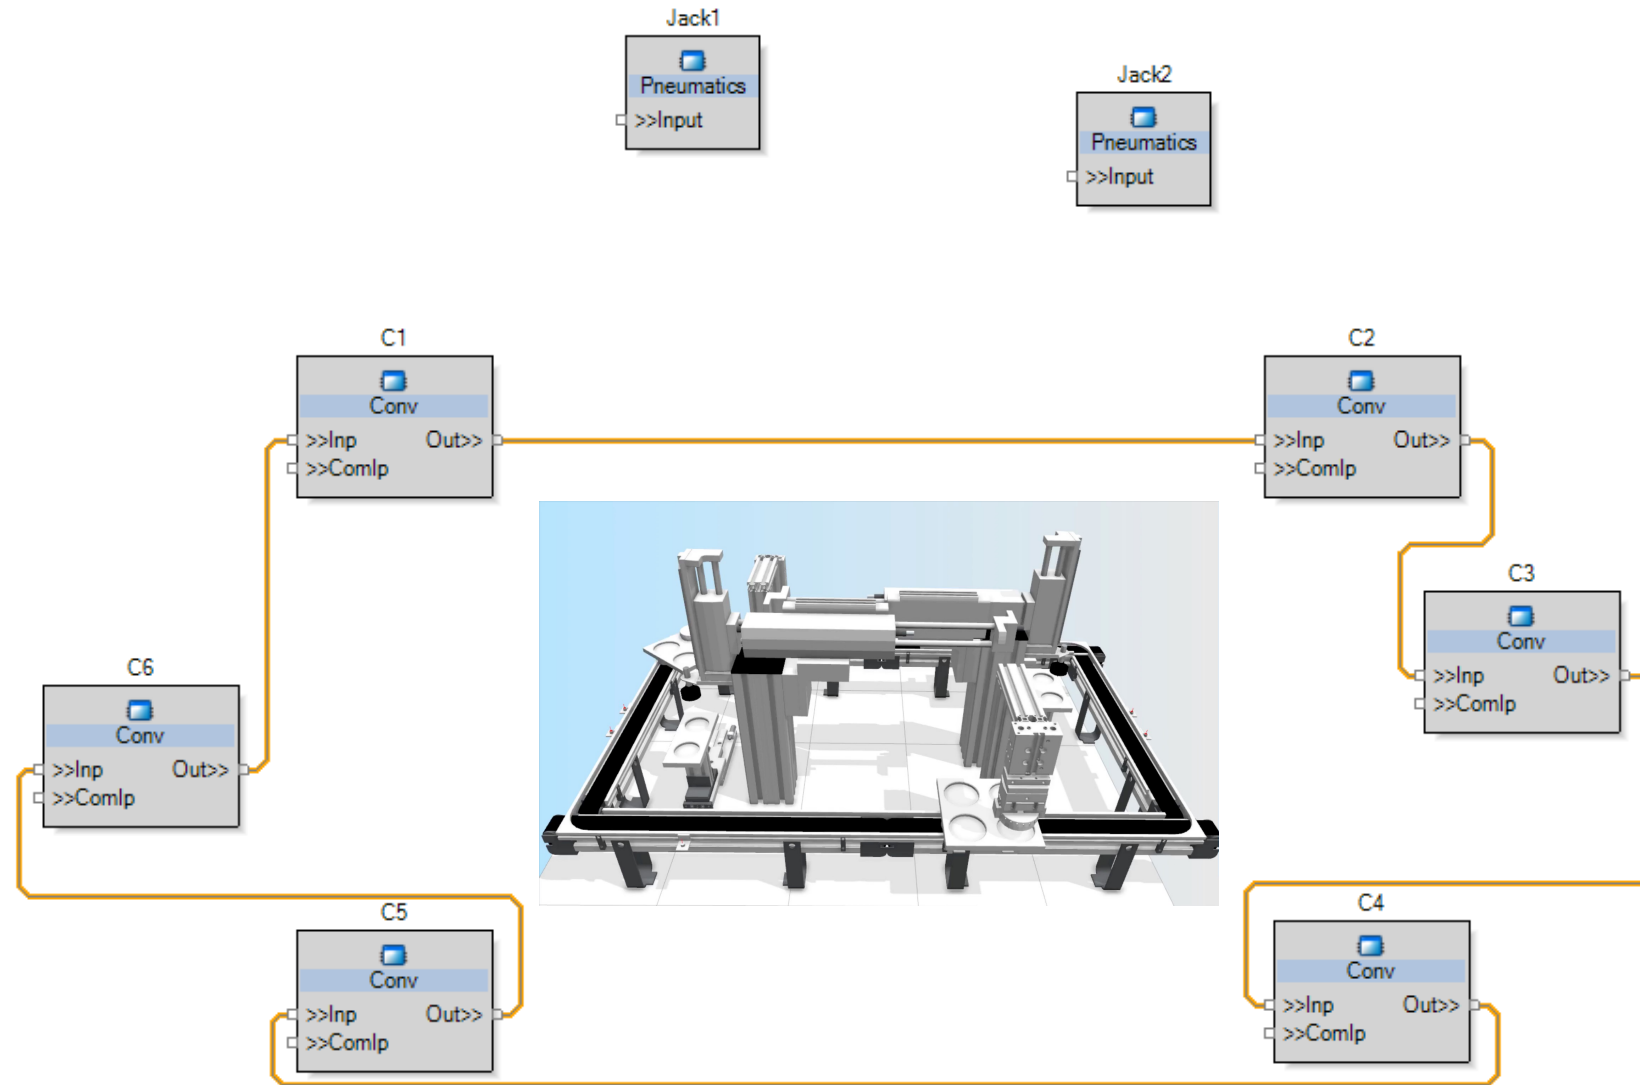 Jack1
Pneumatics
>>Input
Jack2
Pneumatics
>>Input
C1
Conv
>>Inp Out>>
>>ComIp
C2
Conv
>>Inp Out>>
>>ComIp
C3
Conv
>>Inp Out>>
>>ComIp
C6
Conv
>>Inp Out>>
>>ComIp
C5
Conv
>>Inp Out>>
>>ComIp
C4
Conv
>>Inp Out>>
>>ComIp